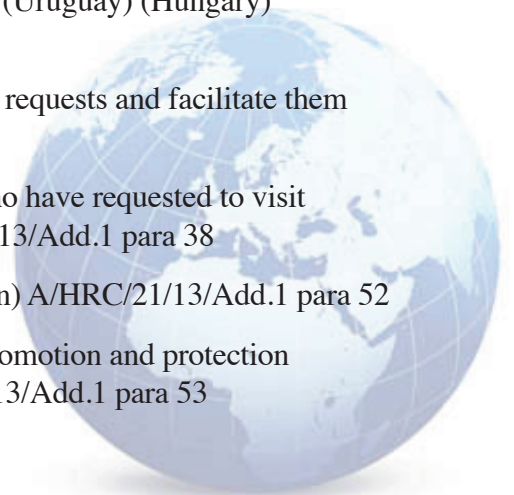 (Uruguay) (Hungary)
requests and facilitate them
have requested to visit
13/Add.1 para 38
A/HRC/21/13/Add.1 para 52
and protection
13/Add.1 para 53